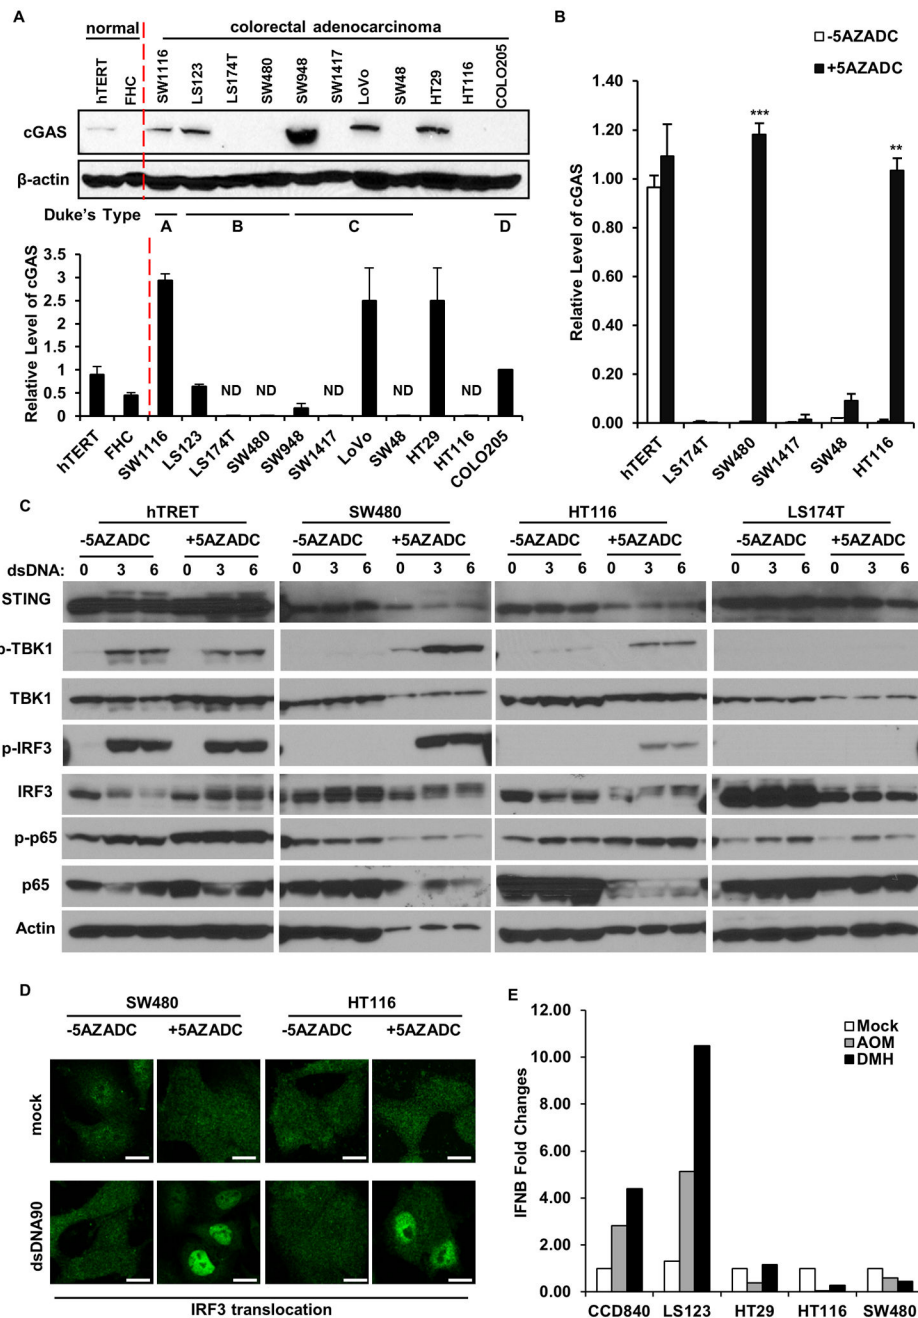 A
normal
colorectal adenocarcinoma
hTERT
FHC
SW1116
LS123
LS174T
SW480
SW948
SW1417
LoVo
SW48
HT29
HT116
COLO205
cGAS
β-actin
Duke's Type
A
B
C
D
Relative Level of cGAS
3.5
3
2.5
2
1.5
1
0.5
0
ND
ND
ND
ND
ND
hTERT
FHC
SW1116
LS123
LS174T
SW480
SW948
SW1417
LoVo
SW48
HT29
HT116
COLO205
B
-5AZADC
+5AZADC
Relative Level of cGAS
1.40
1.20
1.00
0.80
0.60
0.40
0.20
0.00
***
**
hTERT
LS174T
SW480
SW1417
SW48
HT116
C
hTRET
SW480
HT116
LS174T
-5AZADC +5AZADC -5AZADC +5AZADC -5AZADC +5AZADC -5AZADC +5AZADC
dsDNA: 0 3 6 0 3 6 0 3 6 0 3 6 0 3 6 0 3 6 0 3 6 0 3 6
STING
p-TBK1
TBK1
p-IRF3
IRF3
p-p65
p65
Actin
D
SW480
HT116
-5AZADC +5AZADC -5AZADC +5AZADC
mock
dsDNA90
IRF3 translocation
E
Mock
AOM
DMH
IFNB Fold Changes
12.00
10.00
8.00
6.00
4.00
2.00
0.00
CCD840 LS123 HT29 HT116 SW480